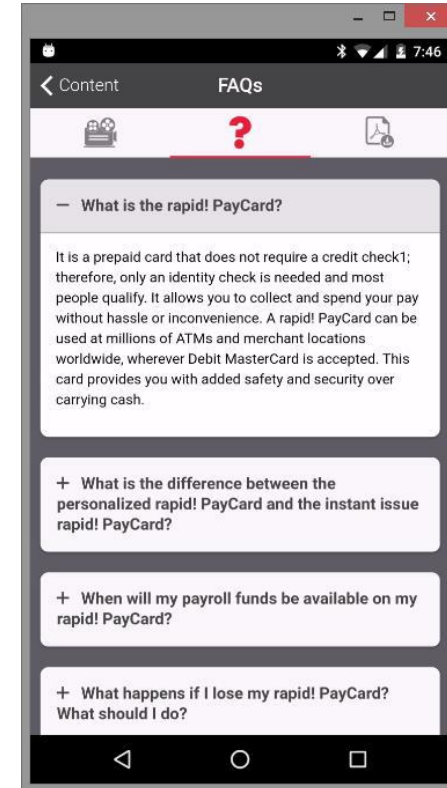 7:46
Content
FAQs
?
— What is the rapid! PayCard?
It is a prepaid card that does not require a credit check1;
therefore, only an identity check is needed and most
people qualify. It allows you to collect and spend your pay
without hassle or inconvenience. A rapid! PayCard can be
used at millions of ATMs and merchant locations
worldwide, wherever Debit MasterCard is accepted. This
card provides you with added safety and security over
carrying cash.
+ What is the difference between the
personalized rapid! PayCard and the instant issue
rapid! PayCard?
+ When will my payroll funds be available on my
rapid! PayCard?
+ What happens if I lose my rapid! PayCard?
What should I do?